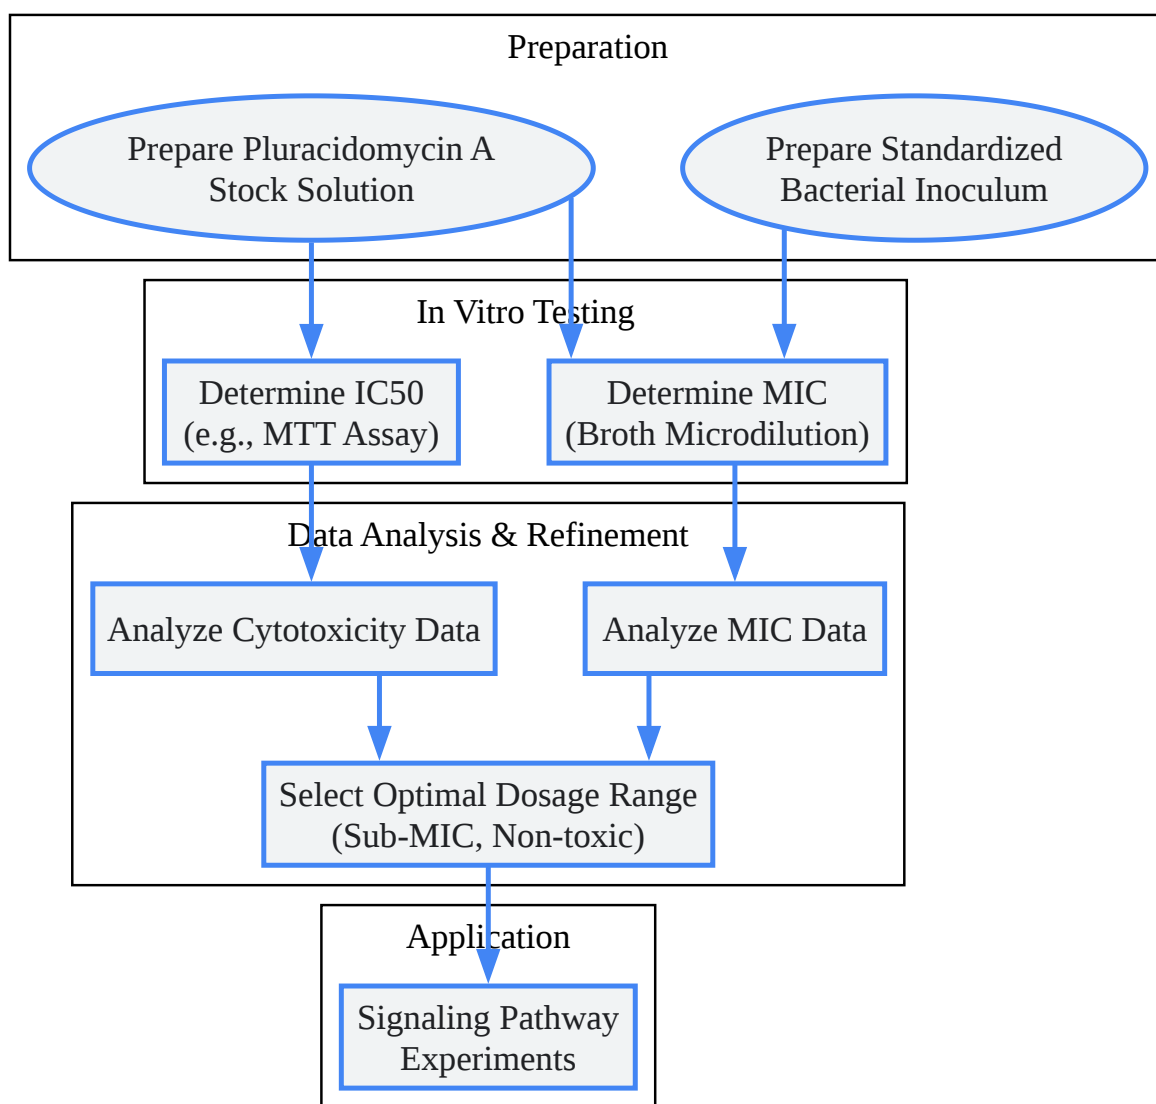 Preparation
Prepare Pluracidomycin A
Stock Solution
Prepare Standardized
Bacterial Inoculum
In Vitro Testing
Determine IC50
(e.g., MTT Assay)
Determine MIC
(Broth Microdilution)
Data Analysis & Refinement
Analyze Cytotoxicity Data
Analyze MIC Data
Select Optimal Dosage Range
(Sub-MIC, Non-toxic)
Application
Signaling Pathway
Experiments